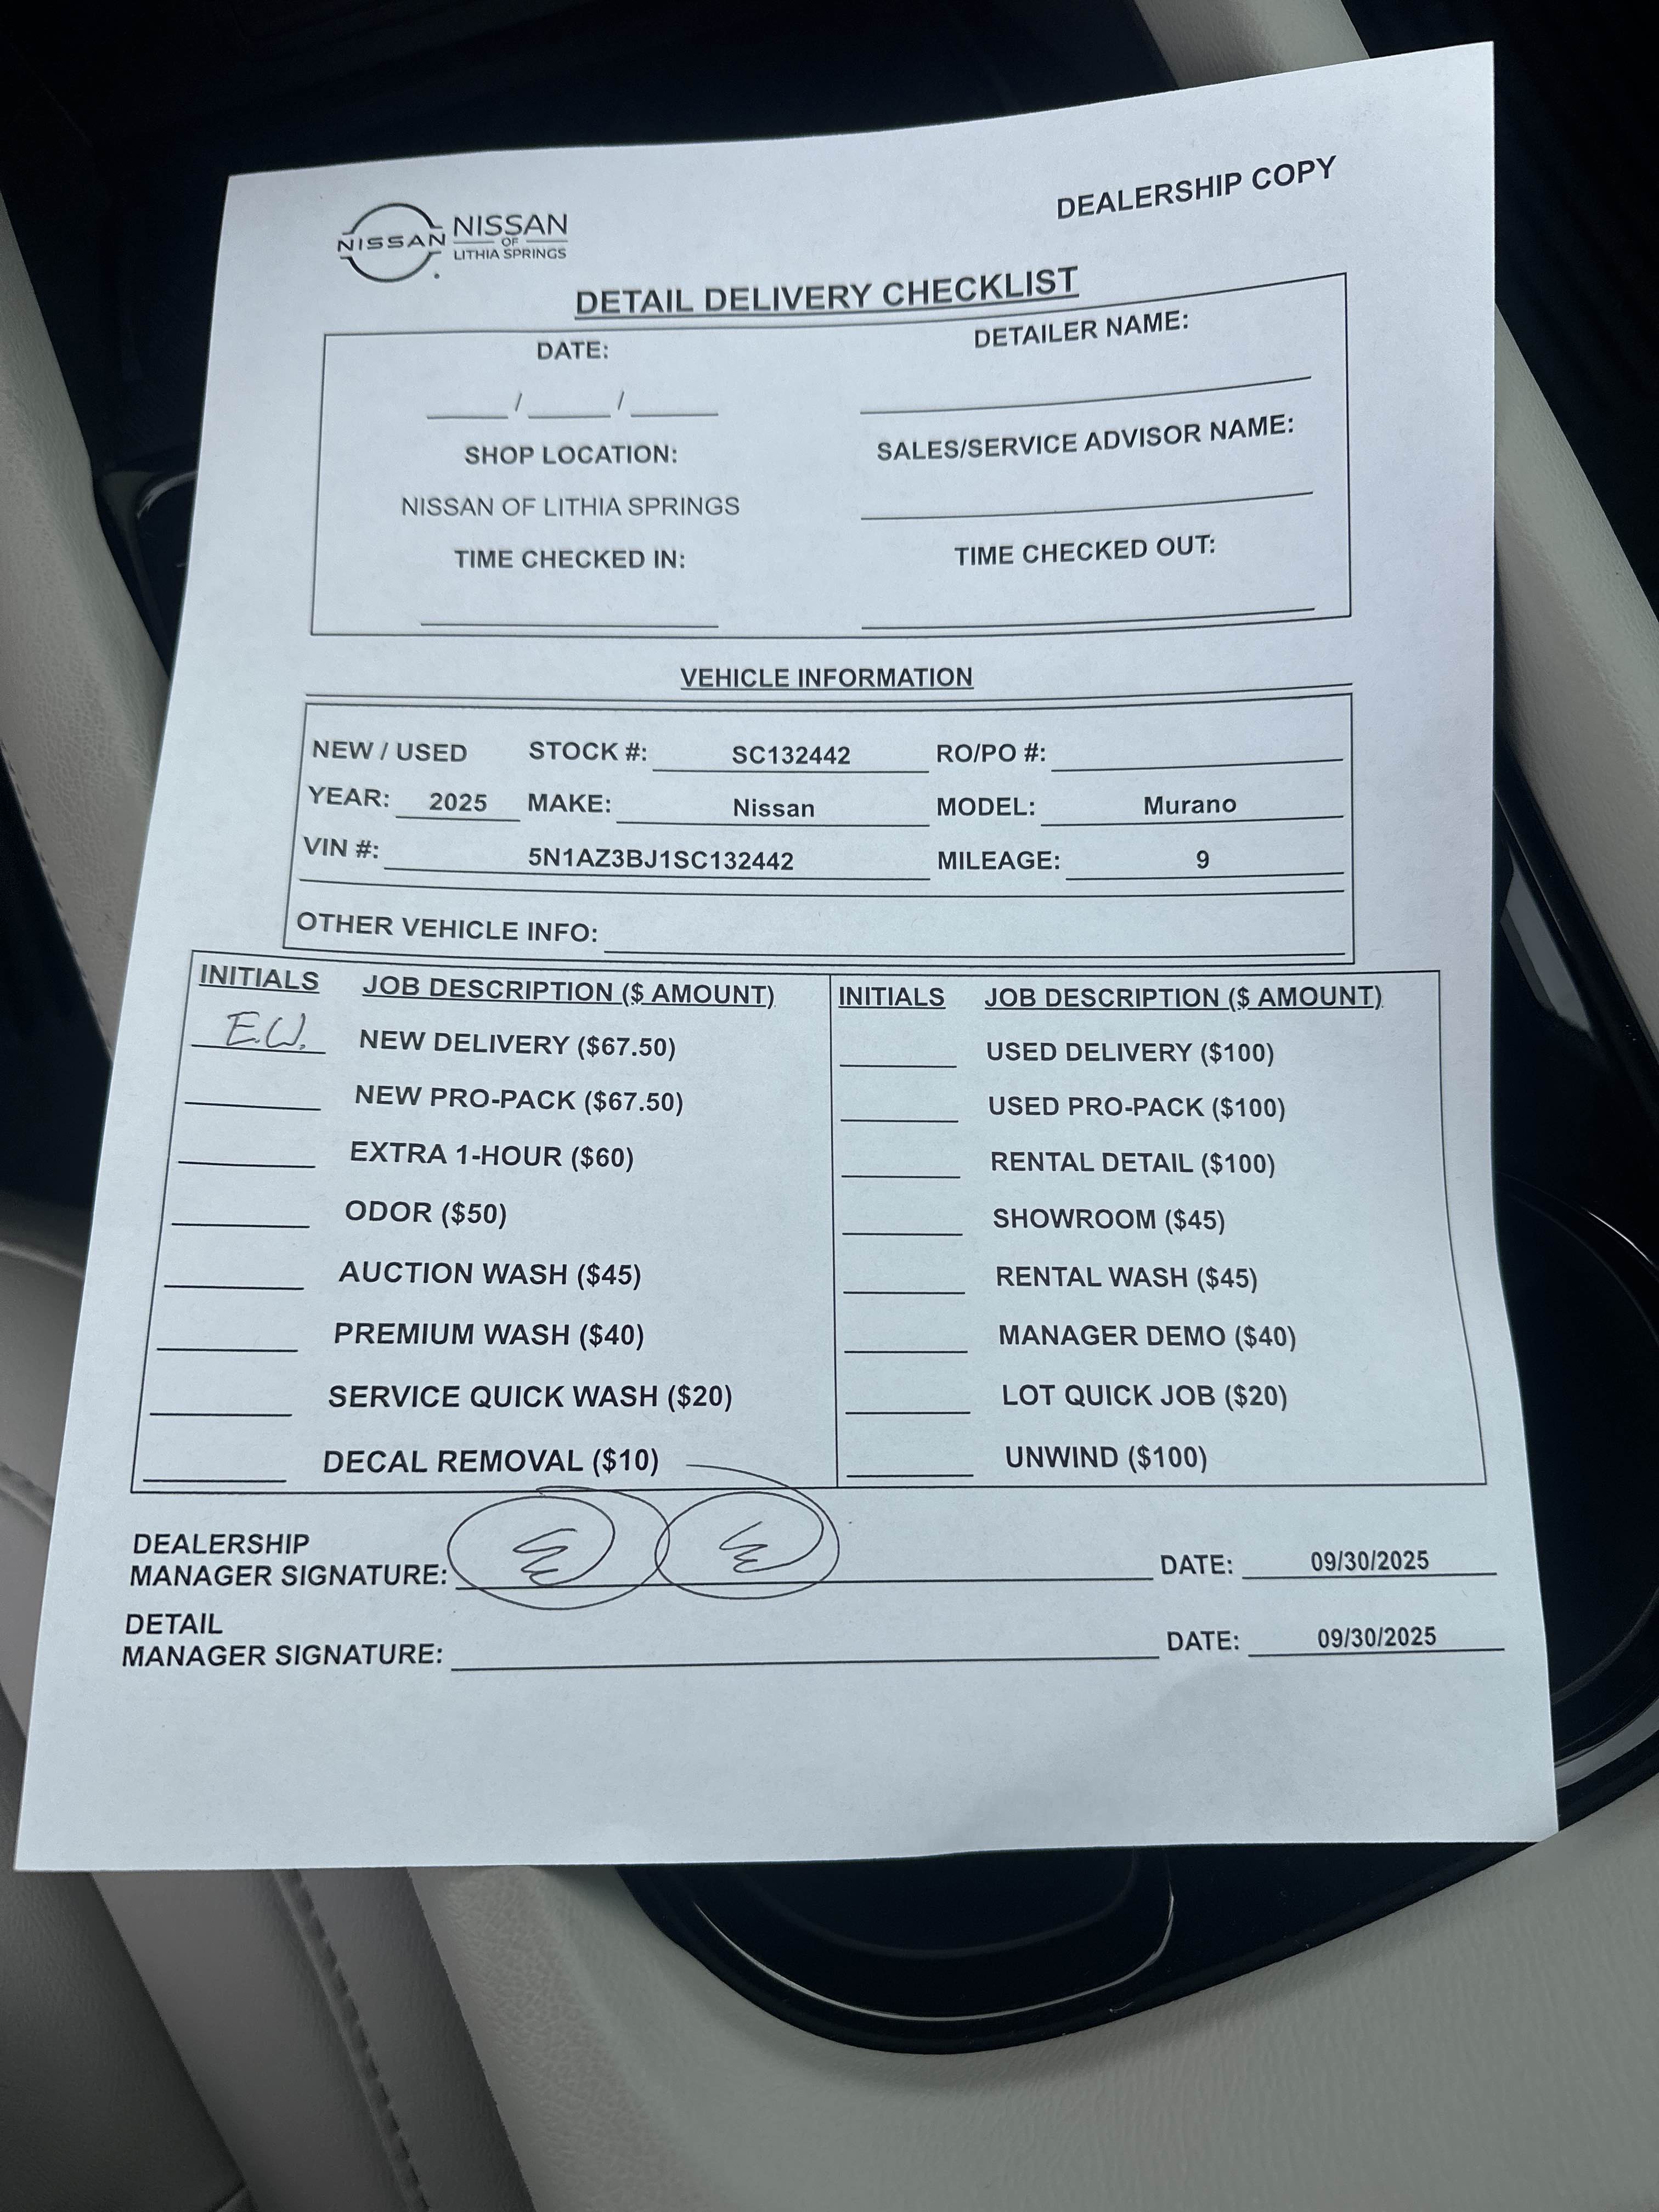 DEALERSHIP COPY
NISSAN
NISSAN
OF
LITHIA SPRINGS
DETAIL DELIVERY CHECKLIST
DATE: DETAILER NAME:
/ /
SHOP LOCATION: SALES/SERVICE ADVISOR NAME:
NISSAN OF LITHIA SPRINGS
TIME CHECKED IN: TIME CHECKED OUT:
VEHICLE INFORMATION
NEW / USED STOCK #: SC132442 RO/PO #:
YEAR: 2025 MAKE: Nissan MODEL: Murano
VIN #: 5N1AZ3BJ1SC132442 MILEAGE: 9
OTHER VEHICLE INFO:
INITIALS JOB DESCRIPTION ($ AMOUNT) INITIALS JOB DESCRIPTION ($ AMOUNT)
E.W. NEW DELIVERY ($67.50) USED DELIVERY ($100)
NEW PRO-PACK ($67.50) USED PRO-PACK ($100)
EXTRA 1-HOUR ($60) RENTAL DETAIL ($100)
ODOR ($50) SHOWROOM ($45)
AUCTION WASH ($45) RENTAL WASH ($45)
PREMIUM WASH ($40) MANAGER DEMO ($40)
SERVICE QUICK WASH ($20) LOT QUICK JOB ($20)
DECAL REMOVAL ($10) UNWIND ($100)
DEALERSHIP
MANAGER SIGNATURE: DATE: 09/30/2025
DETAIL
MANAGER SIGNATURE: DATE: 09/30/2025